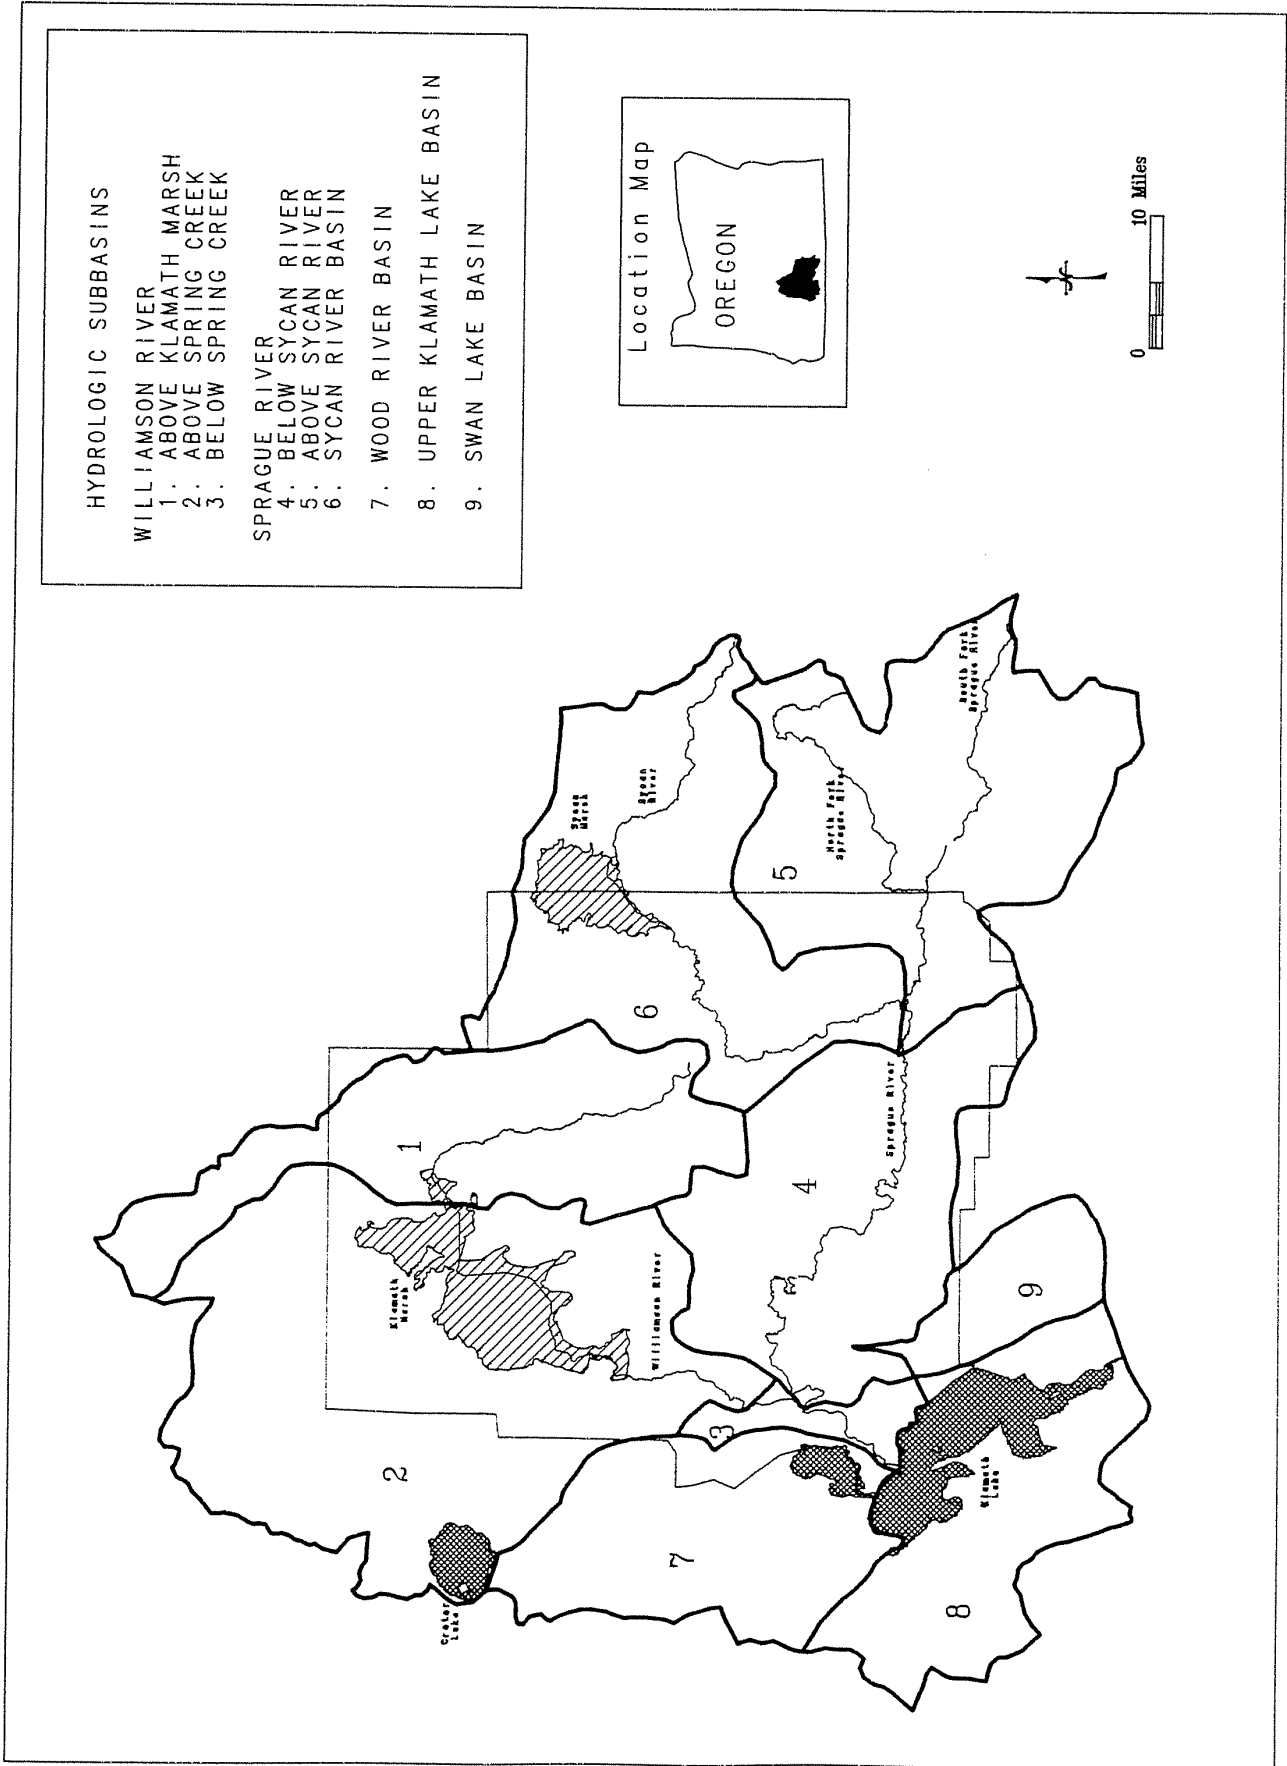 HYDROLOGIC SUBBASINS
WILLIAMSON RIVER
1. ABOVE KLAMATH MARSH
2. ABOVE SPRING CREEK
3. BELOW SPRING CREEK
SPRAGUE RIVER
4. BELOW SYCAN RIVER
5. ABOVE SYCAN RIVER
6. SYCAN RIVER BASIN
7. WOOD RIVER BASIN
8. UPPER KLAMATH LAKE BASIN
9. SWAN LAKE BASIN
Location Map
OREGON
0
10 Miles
1
2
3
4
5
6
7
8
9
Crater
Lake
Klamath
Marsh
Williamson River
Sycan
Marsh
Sycan
River
North Fork
Sprague River
South Fork
Sprague River
Sprague River
Klamath
Lake